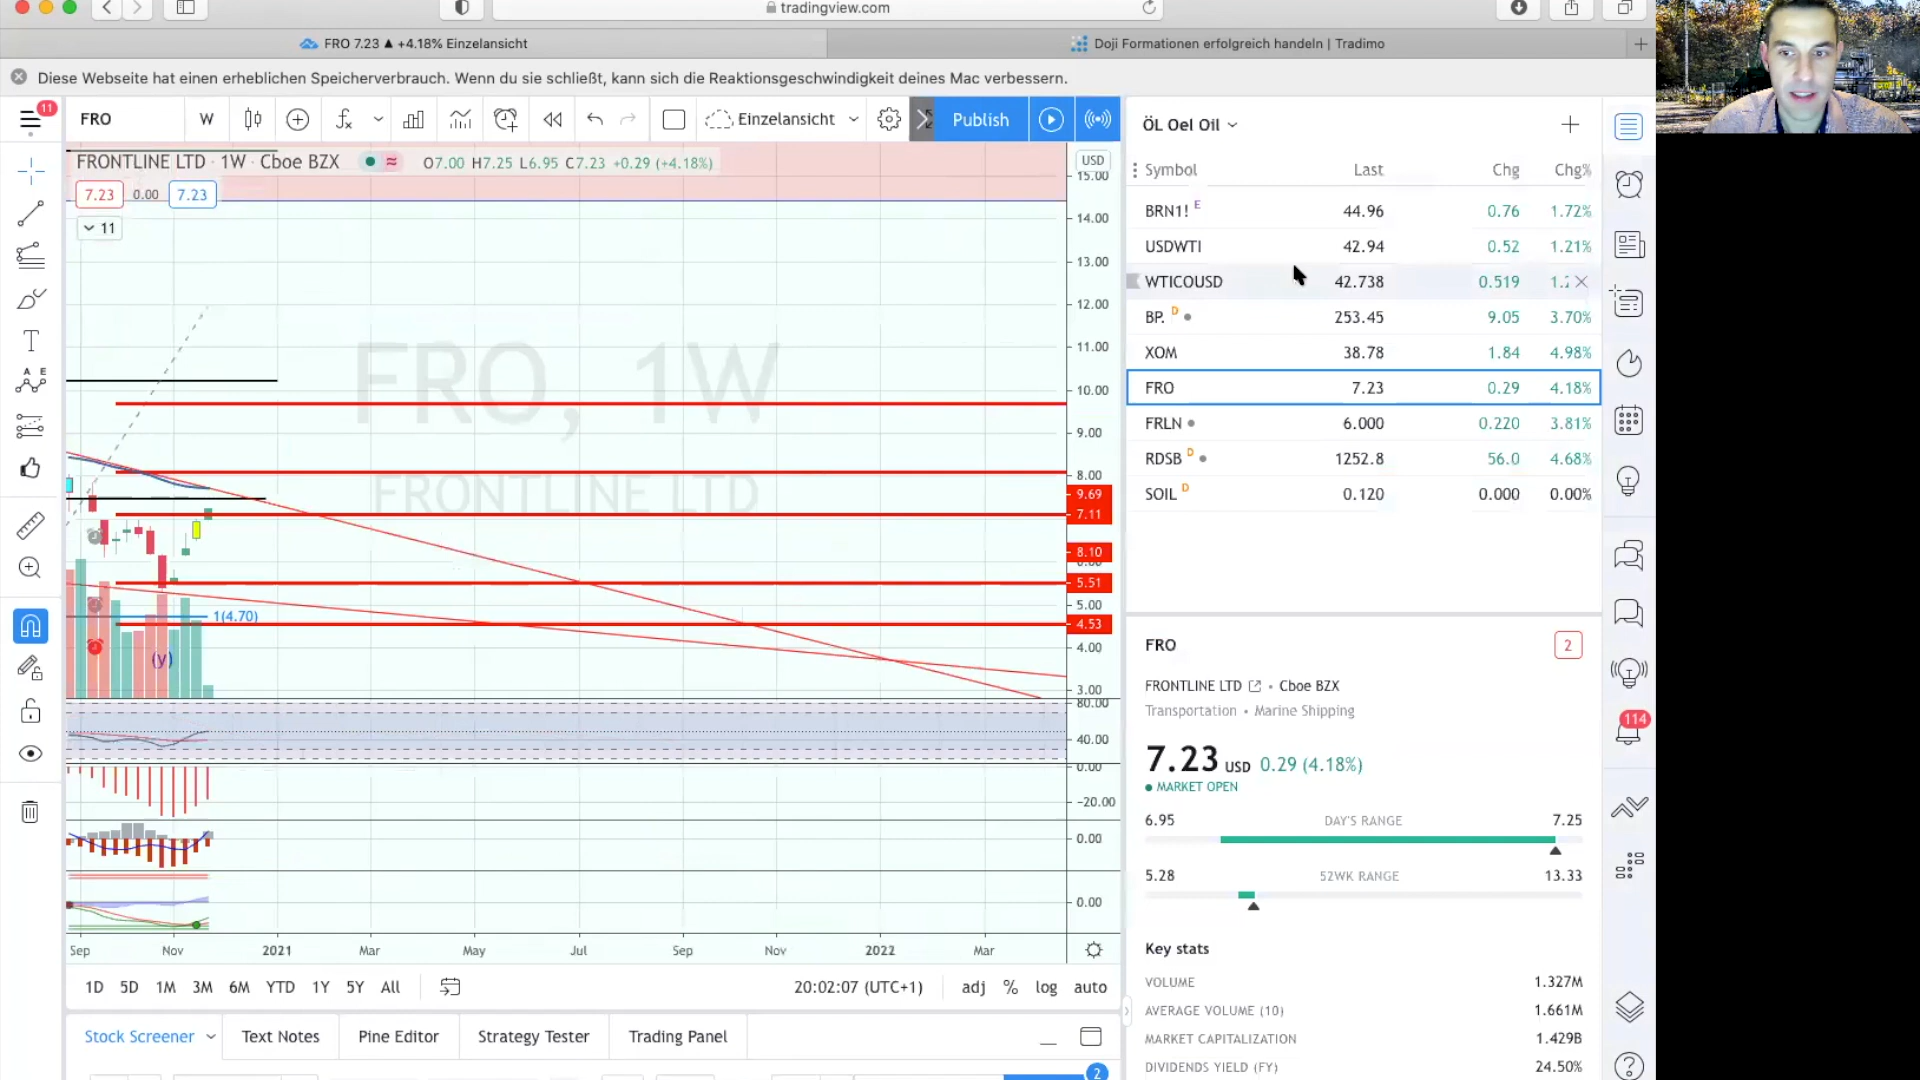 tradingview.com
FRO 7.23 ▲ +4.18% Einzelansicht
Doji Formationen erfolgreich handeln | Tradimo
Diese Webseite hat einen erheblichen Speicherverbrauch. Wenn du sie schließt, kann sich die Reaktionsgeschwindigkeit deines Mac verbessern.
11
FRO
W
Einzelansicht
Publish
FRONTLINE LTD · 1W · Cboe BZX
O7.00 H7.25 L6.95 C7.23 +0.29 (+4.18%)
7.23 0.00 7.23
11
FRO, 1W
FRONTLINE LTD
1(4.70)
(y)
USD
15.00
14.00
13.00
12.00
11.00
10.00
9.00
8.00
9.69
7.11
8.10
6.00
5.51
5.00
4.53
4.00
3.00
80.00
40.00
0.00
−20.00
0.00
0.00
Sep Nov 2021 Mar May Jul Sep Nov 2022 Mar
1D 5D 1M 3M 6M YTD 1Y 5Y All
20:02:07 (UTC+1)
adj % log auto
Stock Screener
Text Notes
Pine Editor
Strategy Tester
Trading Panel
2
ÖL Oel Oil
Symbol Last Chg Chg%
BRN1! E 44.96 0.76 1.72%
USDWTI 42.94 0.52 1.21%
WTICOUSD 42.738 0.519
BP. D 253.45 9.05 3.70%
XOM 38.78 1.84 4.98%
FRO 7.23 0.29 4.18%
FRLN 6.000 0.220 3.81%
RDSB D 1252.8 56.0 4.68%
SOIL D 0.120 0.000 0.00%
FRO
2
FRONTLINE LTD • Cboe BZX
Transportation • Marine Shipping
7.23 USD 0.29 (4.18%)
MARKET OPEN
6.95 DAY'S RANGE 7.25
5.28 52WK RANGE 13.33
Key stats
VOLUME 1.327M
AVERAGE VOLUME (10) 1.661M
MARKET CAPITALIZATION 1.429B
DIVIDENDS YIELD (FY) 24.50%
114